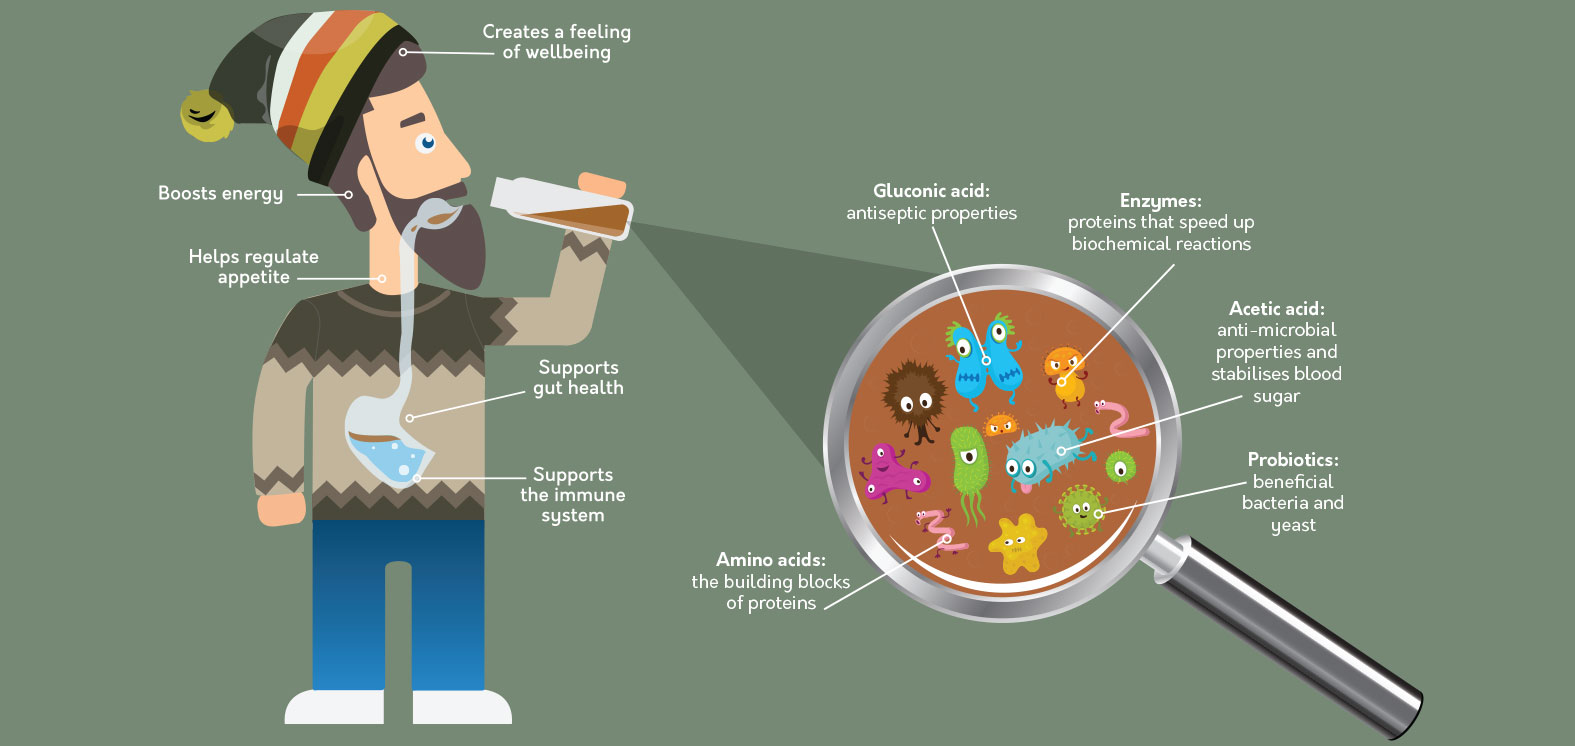 Creates a feeling
of wellbeing
Boosts energy
Helps regulate
appetite
Supports
gut health
Supports
the immune
system
Gluconic acid:
antiseptic properties
Enzymes:
proteins that speed up
biochemical reactions
Acetic acid:
anti-microbial
properties and
stabilises blood
sugar
Probiotics:
beneficial
bacteria and
yeast
Amino acids:
the building blocks
of proteins